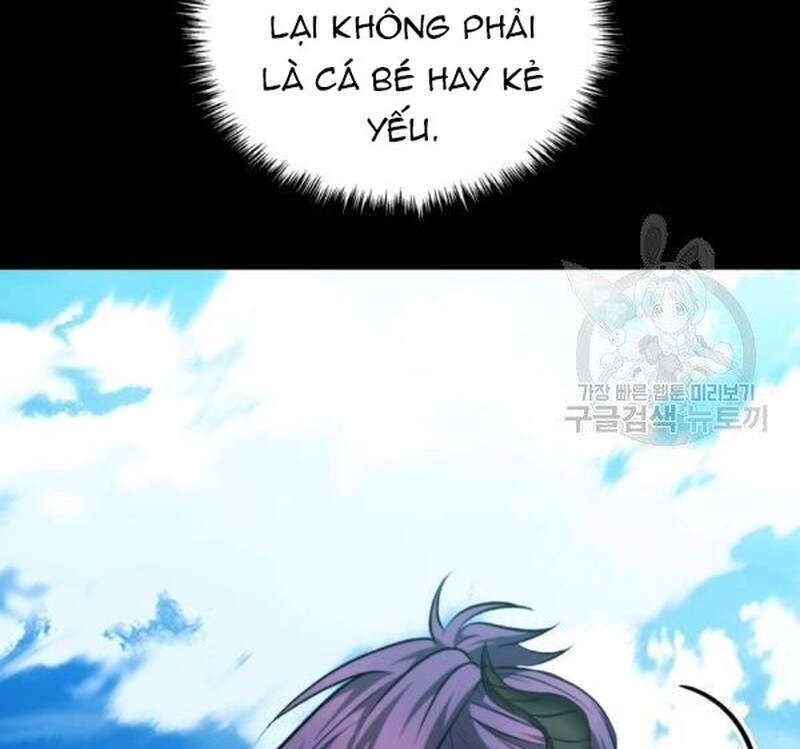 LẠI KHÔNG PHẢI
LÀ CÁ BÉ HAY KẺ
YẾU.
가장 빠른 웹툰 미리보기
구글검색 뉴토끼